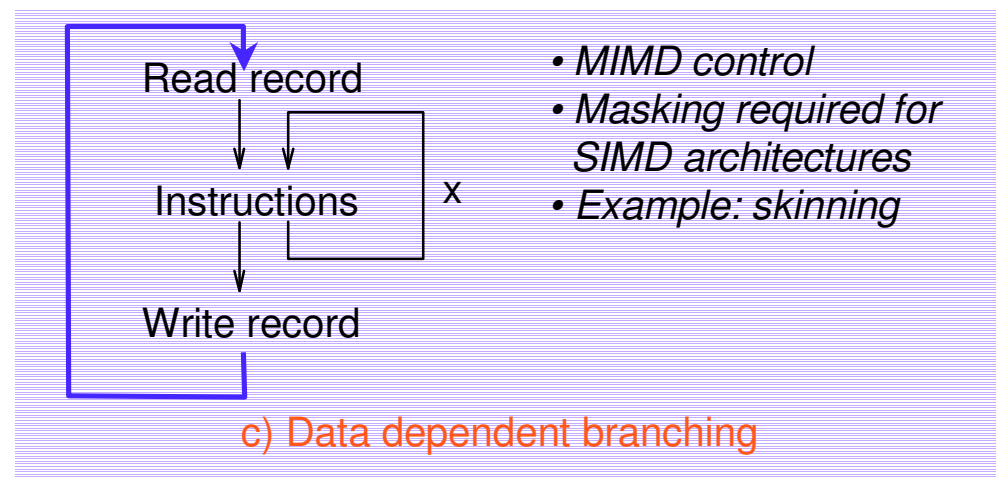 Read record
Instructions
x
Write record
• MIMD control
• Masking required for
SIMD architectures
• Example: skinning
c) Data dependent branching